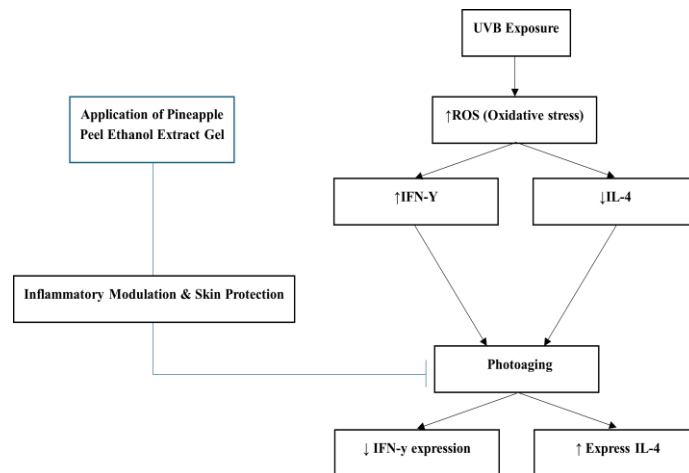 UVB Exposure
Application of Pineapple
Peel Ethanol Extract Gel
↑ROS (Oxidative stress)
↑IFN-Y
↓IL-4
Inflammatory Modulation & Skin Protection
Photoaging
↓ IFN-y expression
↑ Express IL-4